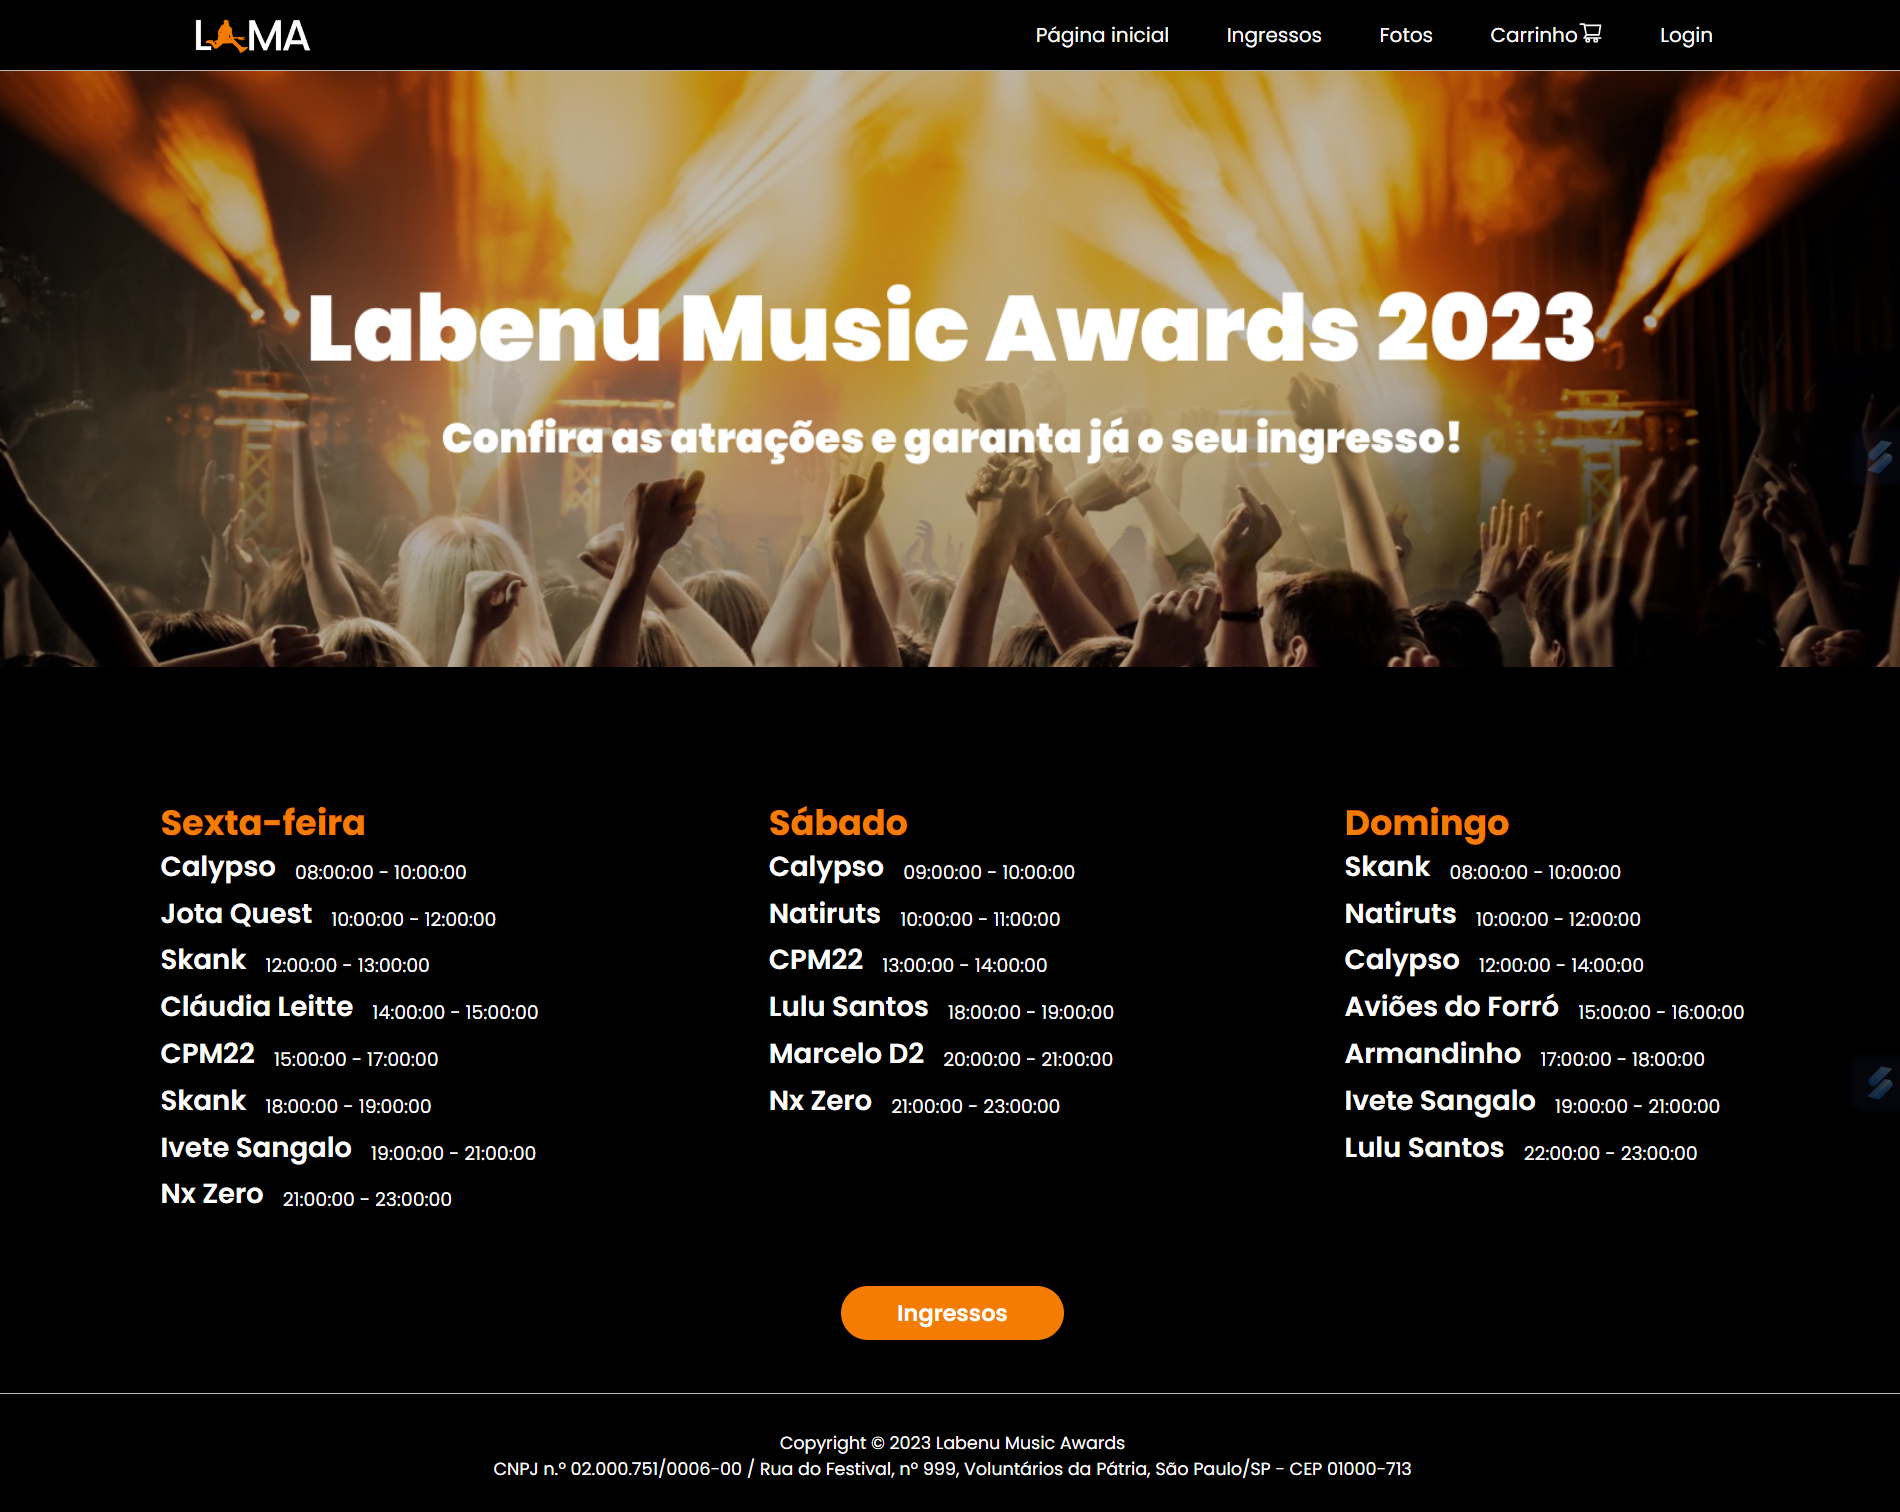 LAMA
Página inicial Ingressos Fotos Carrinho Login
Labenu Music Awards 2023
Confira as atrações e garanta já o seu ingresso!
Sexta-feira
Calypso 08:00:00 - 10:00:00
Jota Quest 10:00:00 - 12:00:00
Skank 12:00:00 - 13:00:00
Cláudia Leitte 14:00:00 - 15:00:00
CPM22 15:00:00 - 17:00:00
Skank 18:00:00 - 19:00:00
Ivete Sangalo 19:00:00 - 21:00:00
Nx Zero 21:00:00 - 23:00:00
Sábado
Calypso 09:00:00 - 10:00:00
Natiruts 10:00:00 - 11:00:00
CPM22 13:00:00 - 14:00:00
Lulu Santos 18:00:00 - 19:00:00
Marcelo D2 20:00:00 - 21:00:00
Nx Zero 21:00:00 - 23:00:00
Domingo
Skank 08:00:00 - 10:00:00
Natiruts 10:00:00 - 12:00:00
Calypso 12:00:00 - 14:00:00
Aviões do Forró 15:00:00 - 16:00:00
Armandinho 17:00:00 - 18:00:00
Ivete Sangalo 19:00:00 - 21:00:00
Lulu Santos 22:00:00 - 23:00:00
Ingressos
Copyright © 2023 Labenu Music Awards
CNPJ n.º 02.000.751/0006-00 / Rua do Festival, nº 999, Voluntários da Pátria, São Paulo/SP - CEP 01000-713